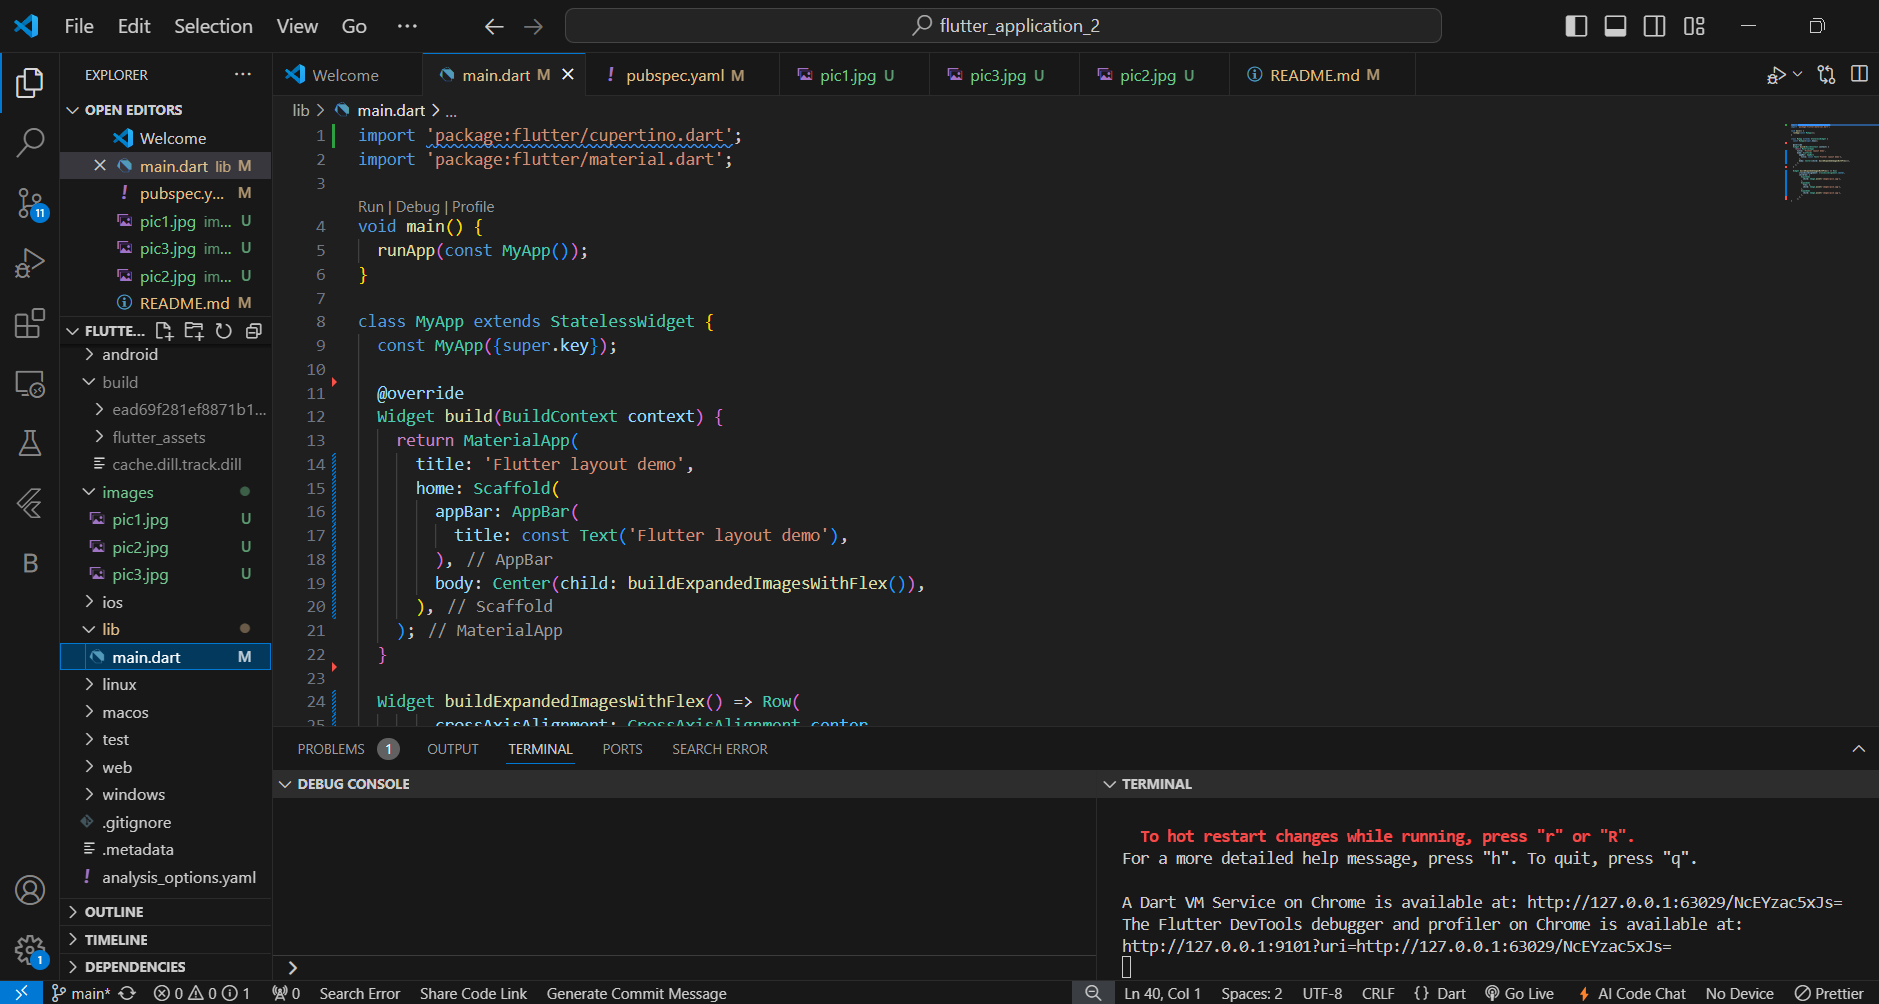 File Edit Selection View Go ··· flutter_application_2
EXPLORER ···
OPEN EDITORS
Welcome
main.dart lib M
pubspec.y... M
pic1.jpg im... U
pic3.jpg im... U
pic2.jpg im... U
README.md M
FLUTTE...
android
build
ead69f281ef8871b1...
flutter_assets
cache.dill.track.dill
images
pic1.jpg U
pic2.jpg U
pic3.jpg U
ios
lib
main.dart M
linux
macos
test
web
windows
.gitignore
.metadata
analysis_options.yaml
OUTLINE
TIMELINE
DEPENDENCIES
11
B
1
Welcome main.dart M pubspec.yaml M pic1.jpg U pic3.jpg U pic2.jpg U README.md M
lib > main.dart > ...
1 import 'package:flutter/cupertino.dart';
2 import 'package:flutter/material.dart';
3
Run | Debug | Profile
4 void main() {
5 runApp(const MyApp());
6 }
7
8 class MyApp extends StatelessWidget {
9 const MyApp({super.key});
10
11 @override
12 Widget build(BuildContext context) {
13 return MaterialApp(
14 title: 'Flutter layout demo',
15 home: Scaffold(
16 appBar: AppBar(
17 title: const Text('Flutter layout demo'),
18 ), // AppBar
19 body: Center(child: buildExpandedImagesWithFlex()),
20 ), // Scaffold
21 ); // MaterialApp
22 }
23
24 Widget buildExpandedImagesWithFlex() => Row(
25 crossAxisAlignment: CrossAxisAlignment.center
PROBLEMS 1 OUTPUT TERMINAL PORTS SEARCH ERROR
DEBUG CONSOLE
TERMINAL
To hot restart changes while running, press "r" or "R".
For a more detailed help message, press "h". To quit, press "q".
A Dart VM Service on Chrome is available at: http://127.0.0.1:63029/NcEYzac5xJs=
The Flutter DevTools debugger and profiler on Chrome is available at:
http://127.0.0.1:9101?uri=http://127.0.0.1:63029/NcEYzac5xJs=
main* 0 0 1 0 Search Error Share Code Link Generate Commit Message Ln 40, Col 1 Spaces: 2 UTF-8 CRLF {} Dart Go Live AI Code Chat No Device Prettier